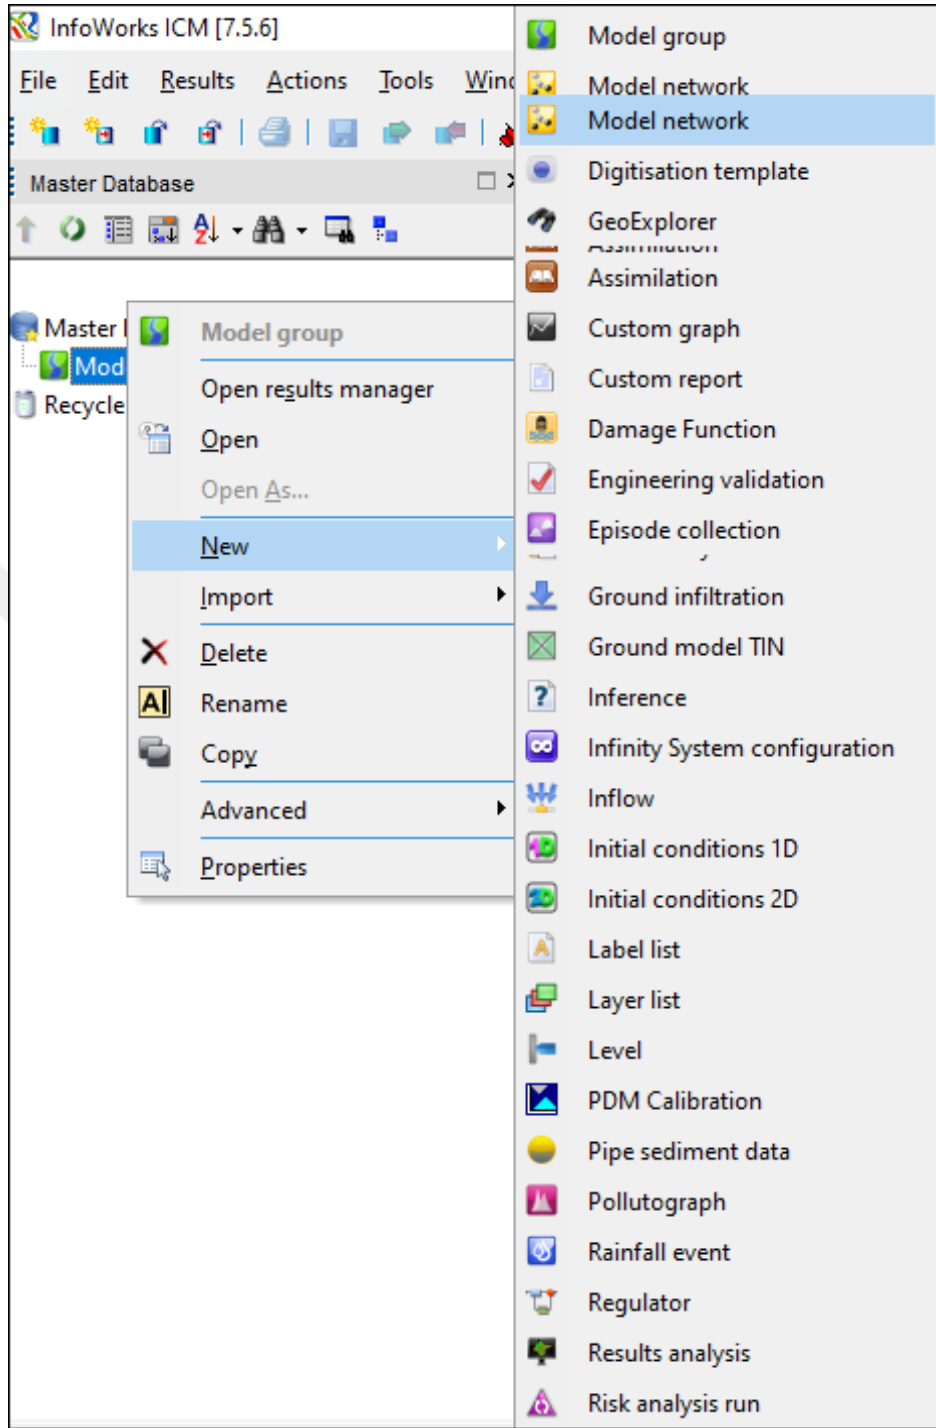 InfoWorks ICM [7.5.6]
File Edit Results Actions Tools Wind
Master Database
Master
Mod
Recycle
Model group
Open results manager
Open
Open As...
New
Import
Delete
Rename
Copy
Advanced
Properties
Model group
Model network
Model network
Digitisation template
GeoExplorer
Assimilation
Assimilation
Custom graph
Custom report
Damage Function
Engineering validation
Episode collection
Ground infiltration
Ground model TIN
Inference
Infinity System configuration
Inflow
Initial conditions 1D
Initial conditions 2D
Label list
Layer list
Level
PDM Calibration
Pipe sediment data
Pollutograph
Rainfall event
Regulator
Results analysis
Risk analysis run